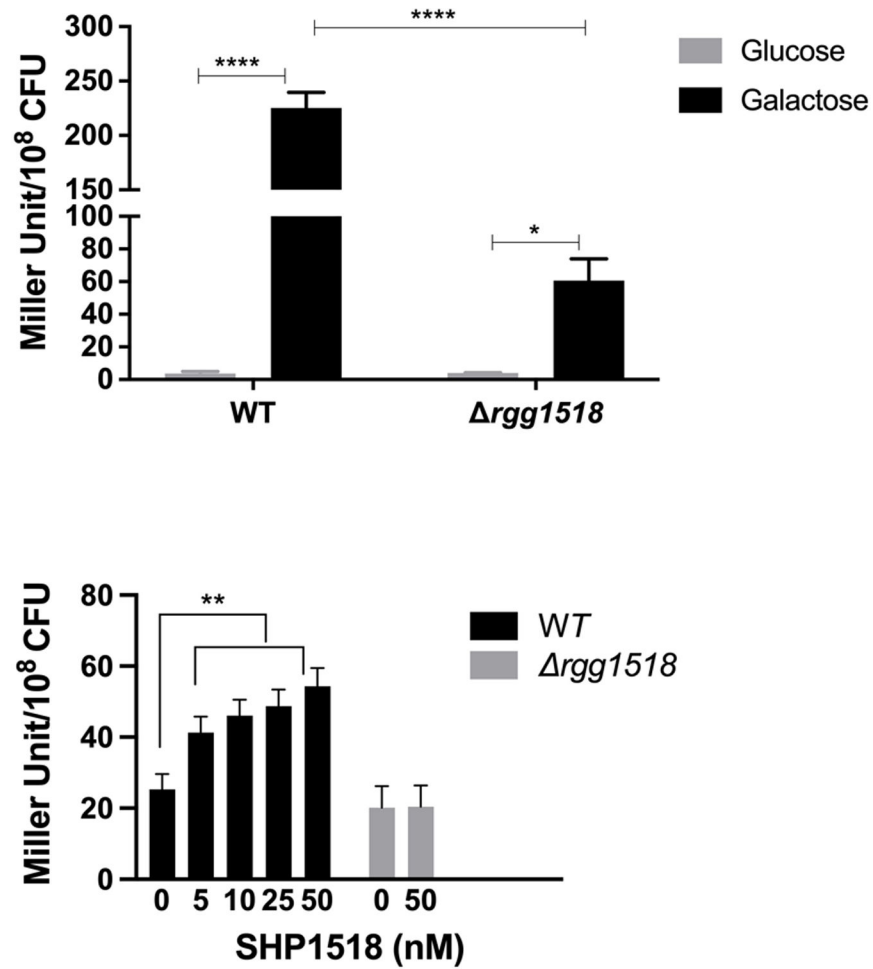 ****
300
****
Glucose
250
Galactose
200
150
100
*
80
60
40
20
0
Miller Unit/10⁸ CFU
WT
Δrgg1518
80
**
WT
60
Δrgg1518
40
20
0
Miller Unit/10⁸ CFU
0 5 10 25 50 0 50
SHP1518 (nM)